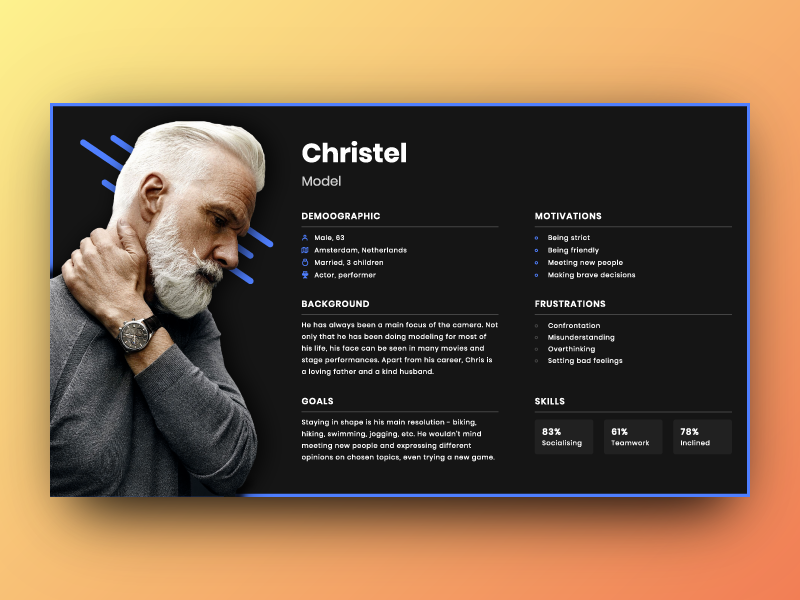 Christel
Model
DEMOOGRAPHIC
Male, 63
Amsterdam, Netherlands
Married, 3 children
Actor, performer
BACKGROUND
He has always been a main focus of the camera. Not
only that he has been doing modeling for most of
his life, his face can be seen in many movies and
stage performances. Apart from his career, Chris is
a loving father and a kind husband.
GOALS
Staying in shape is his main resolution - biking,
hiking, swimming, jogging, etc. He wouldn't mind
meeting new people and expressing different
opinions on chosen topics, even trying a new game.
MOTIVATIONS
Being strict
Being friendly
Meeting new people
Making brave decisions
FRUSTRATIONS
Confrontation
Misunderstanding
Overthinking
Setting bad feelings
SKILLS
83%
Socialising
61%
Teamwork
78%
Inclined